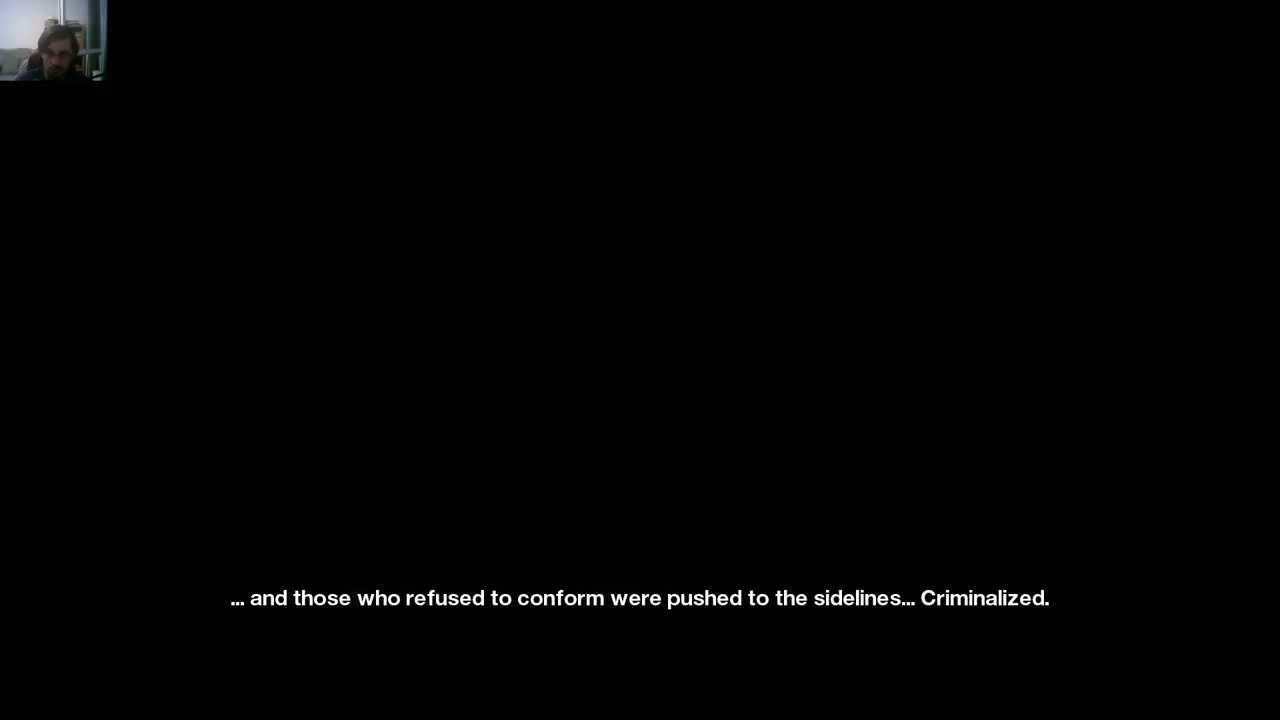 ... and those who refused to conform were pushed to the sidelines... Criminalized.